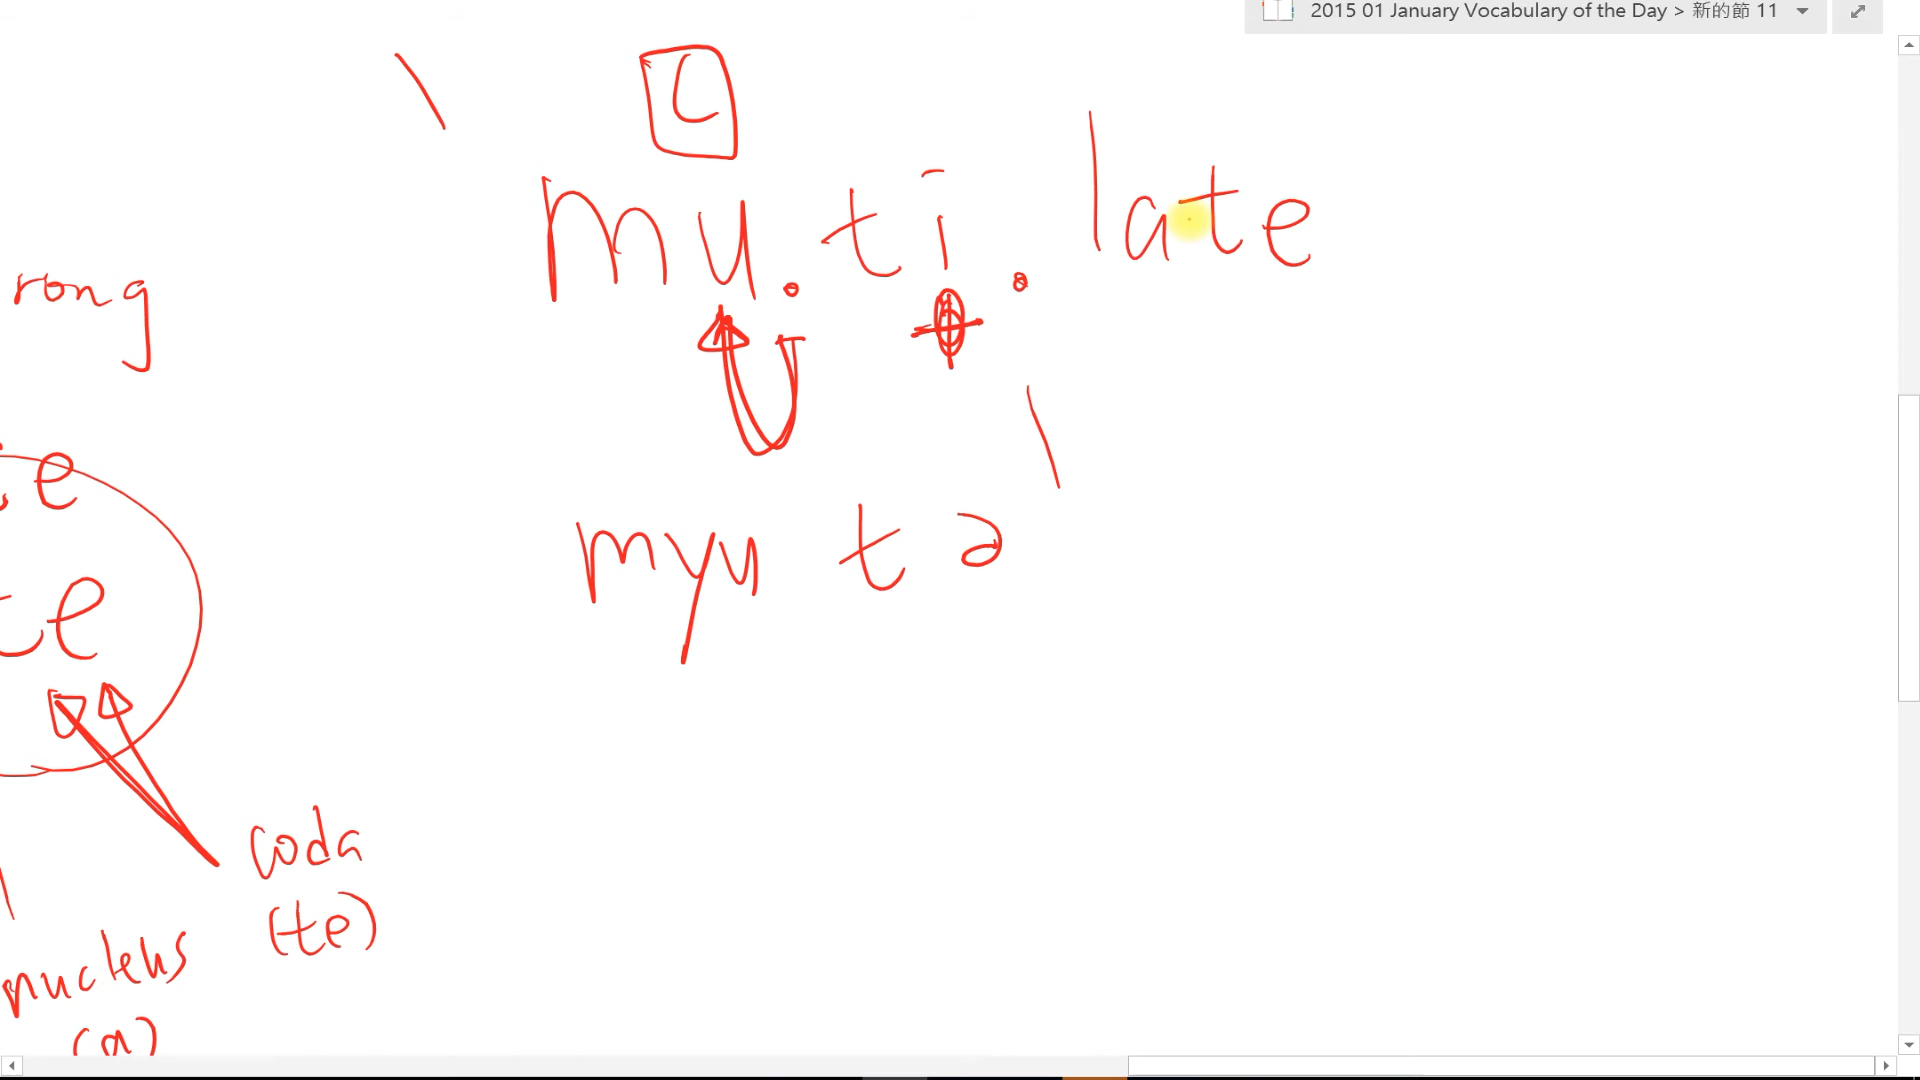 2015 01 January Vocabulary of the Day > 新的節 11
C
mu.ti.late
rong
e
myu tə
te
coda
(te)
nucleus
(a)